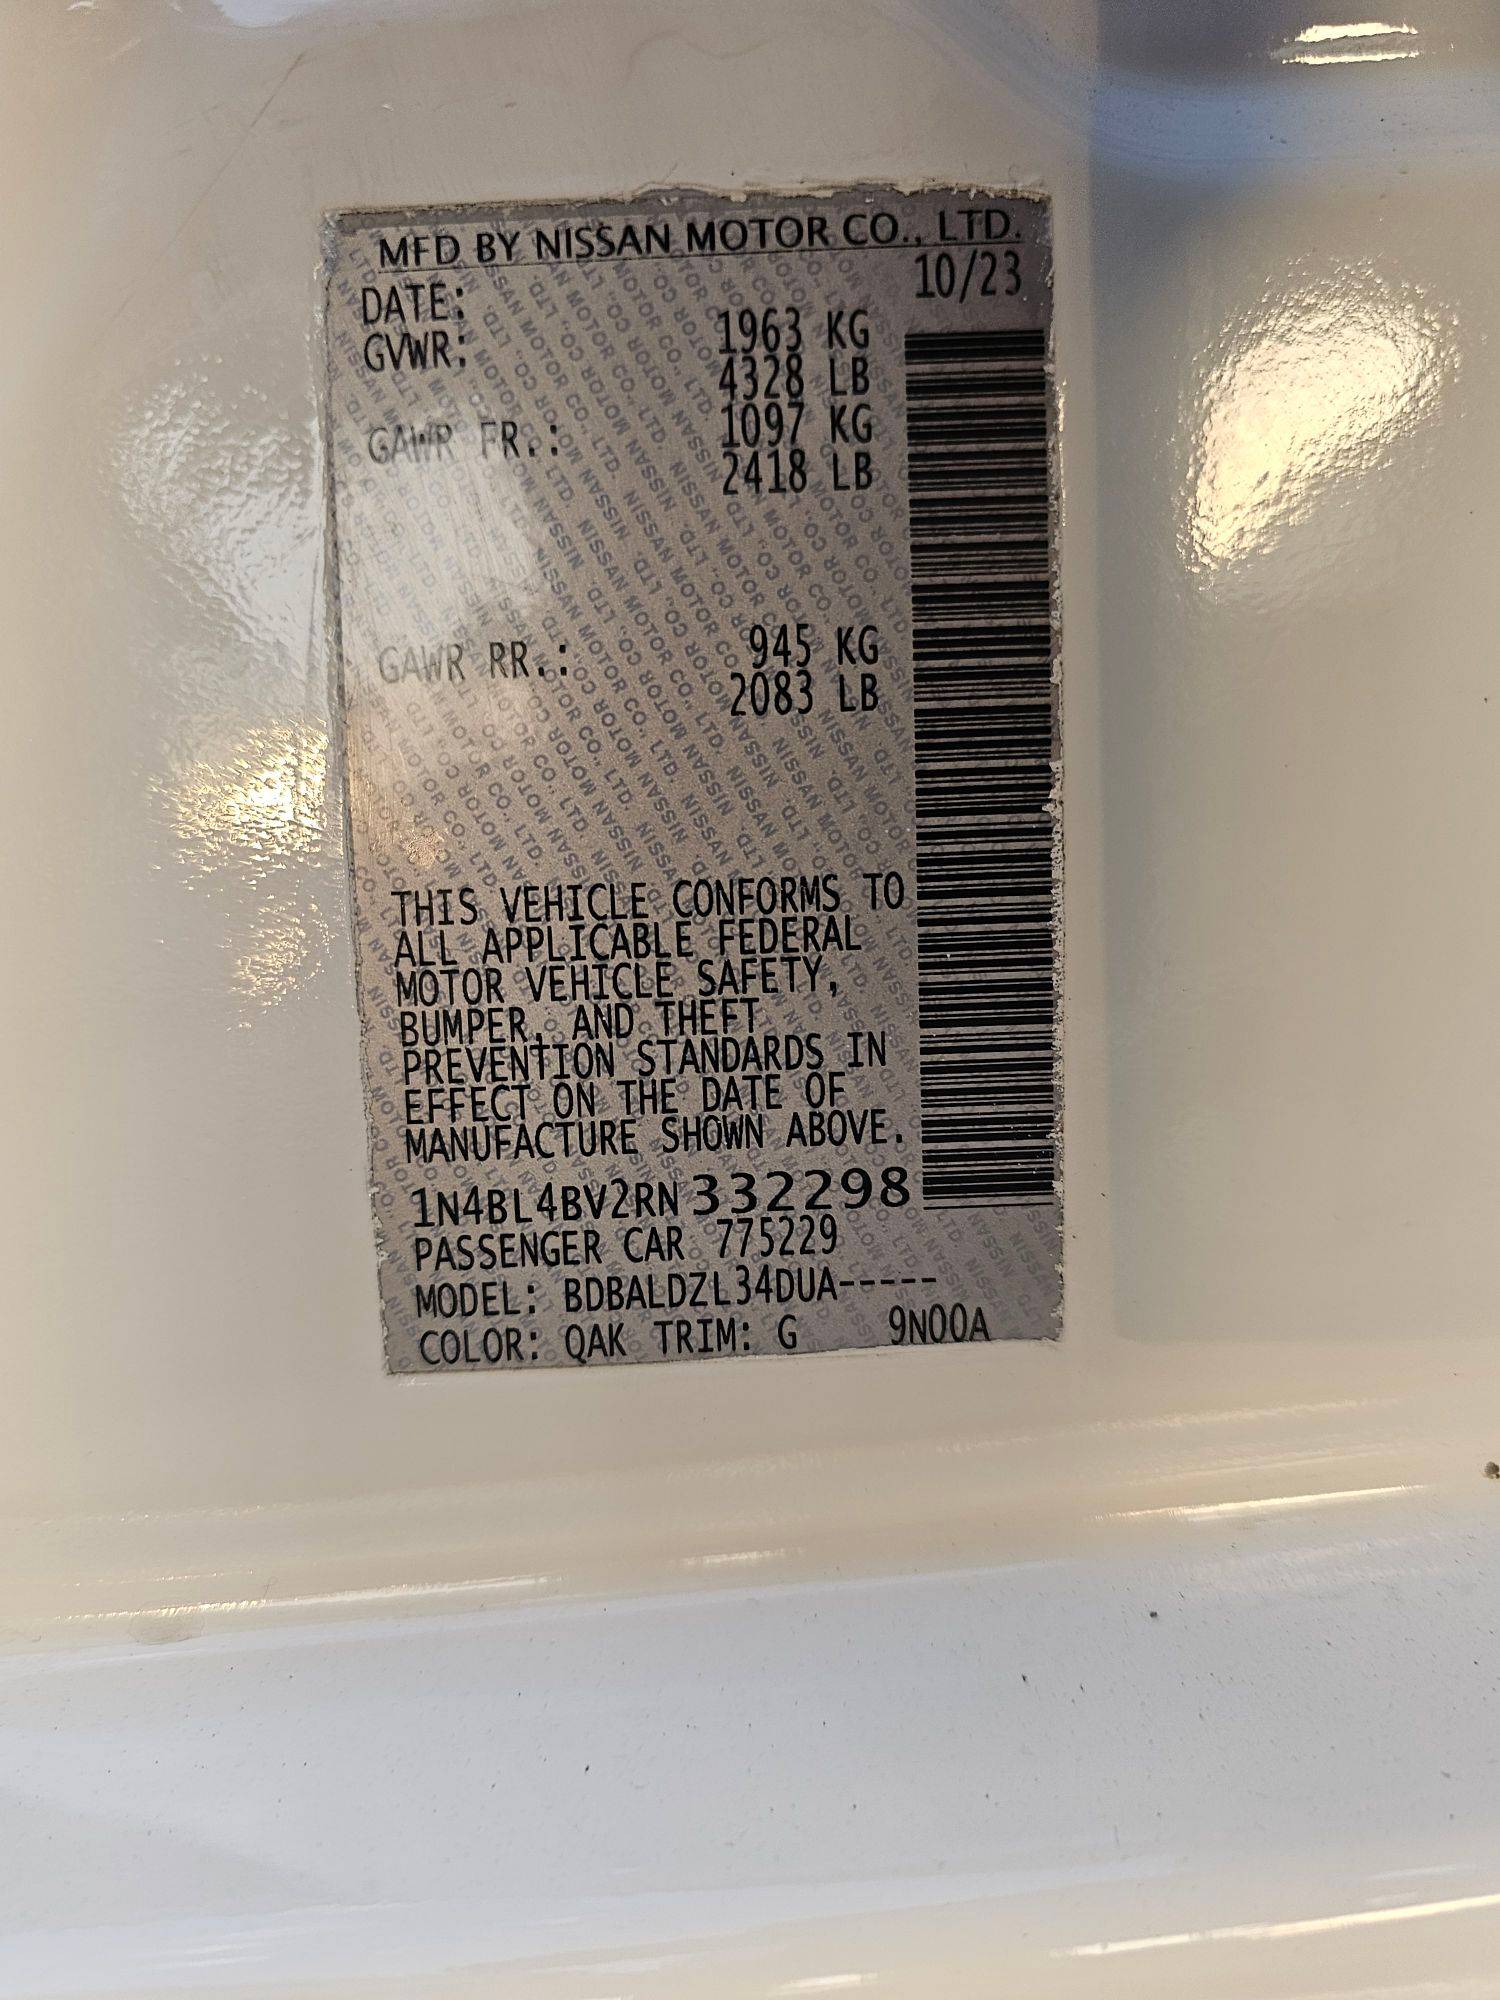 MFD BY NISSAN MOTOR CO., LTD.
DATE: 10/23
GVWR: 1963 KG
4328 LB
GAWR FR.: 1097 KG
2418 LB
GAWR RR.: 945 KG
2083 LB
THIS VEHICLE CONFORMS TO
ALL APPLICABLE FEDERAL
MOTOR VEHICLE SAFETY,
BUMPER, AND THEFT
PREVENTION STANDARDS IN
EFFECT ON THE DATE OF
MANUFACTURE SHOWN ABOVE.
1N4BL4BV2RN332298
PASSENGER CAR 775229
MODEL: BDBALDZL34DUA-----
COLOR: QAK TRIM: G 9N00A